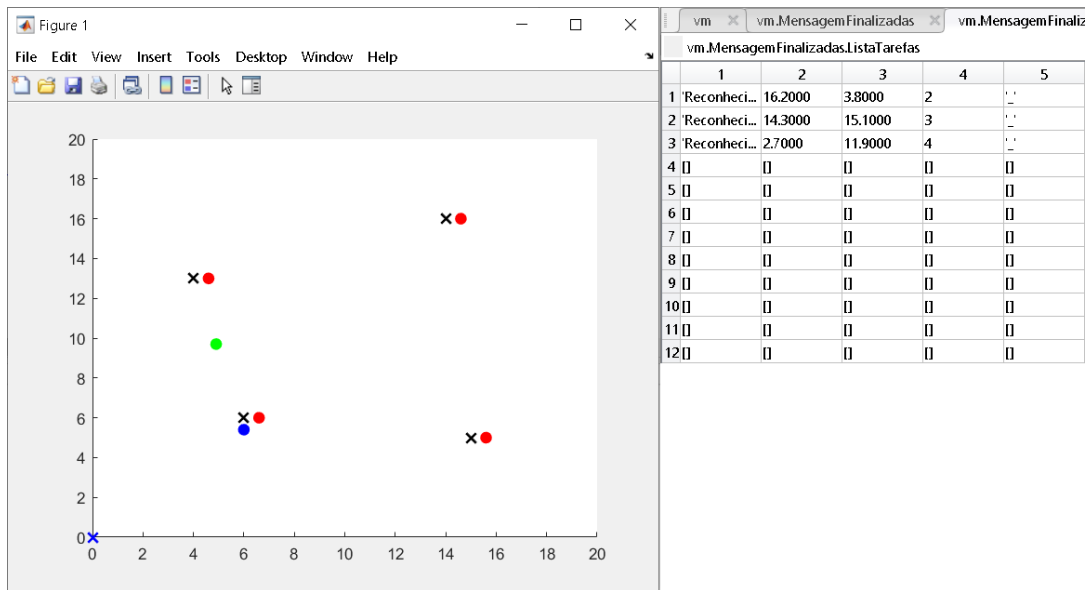 Figure 1
File Edit View Insert Tools Desktop Window Help
20
18
16
14
12
10
8
6
4
2
0
0 2 4 6 8 10 12 14 16 18 20
vm vm.MensagemFinalizadas vm.MensagemFinaliz
vm.MensagemFinalizadas.ListaTarefas
1 2 3 4 5
1 'Reconheci... 16.2000 3.8000 2 '_'
2 'Reconheci... 14.3000 15.1000 3 '_'
3 'Reconheci... 2.7000 11.9000 4 '_'
4 [] [] [] [] []
5 [] [] [] [] []
6 [] [] [] [] []
7 [] [] [] [] []
8 [] [] [] [] []
9 [] [] [] [] []
10 [] [] [] [] []
11 [] [] [] [] []
12 [] [] [] [] []